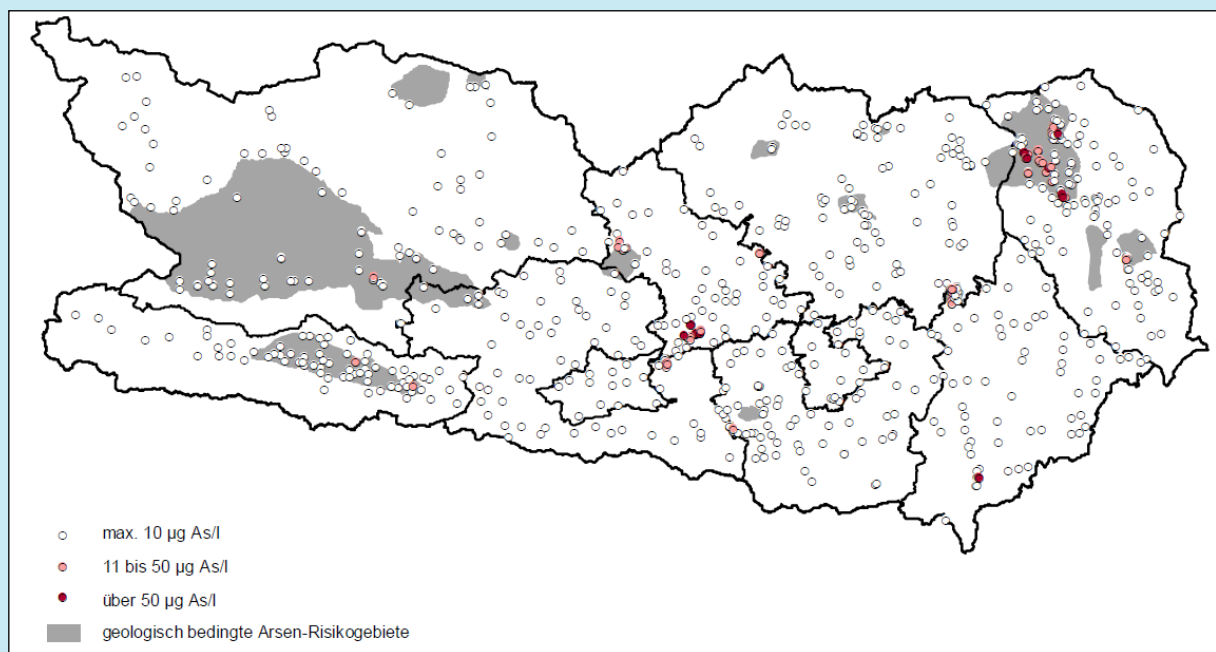 max. 10 µg As/l
11 bis 50 µg As/l
über 50 µg As/l
geologisch bedingte Arsen-Risikogebiete